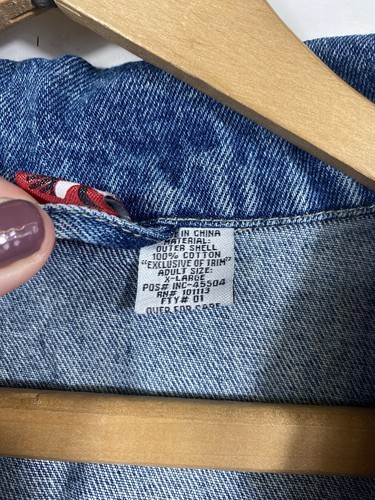 IN CHINA
MATERIAL:
OUTER SHELL
100% COTTON
"EXCLUSIVE OF TRIM"
ADULT SIZE:
X-LARGE
POS# INC-45504
RN# 101113
FTY# 01
OVER FOR CARE